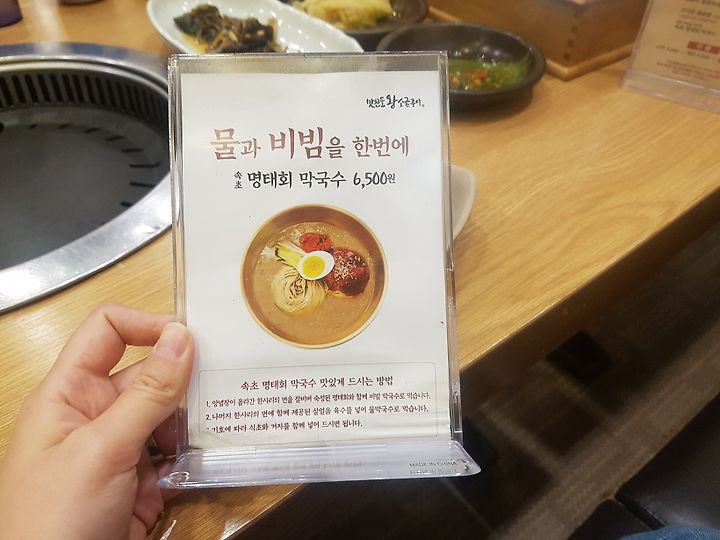 왕소금구이
물과 비빔을 한번에
속초 명태회 막국수 6,500원
속초 명태회 막국수 맛있게 드시는 방법
1. 양념장이 올라간 한사리의 면을 잘비벼 숙성된 명태회와 함께 비빔 막국수로 먹습니다.
2. 나머지 한사리의 면에 함께 제공된 살얼음 육수를 넣어 물막국수로 먹습니다.
기호에 따라 식초와 겨자를 함께 넣어 드시면 됩니다.
MADE IN CHINA